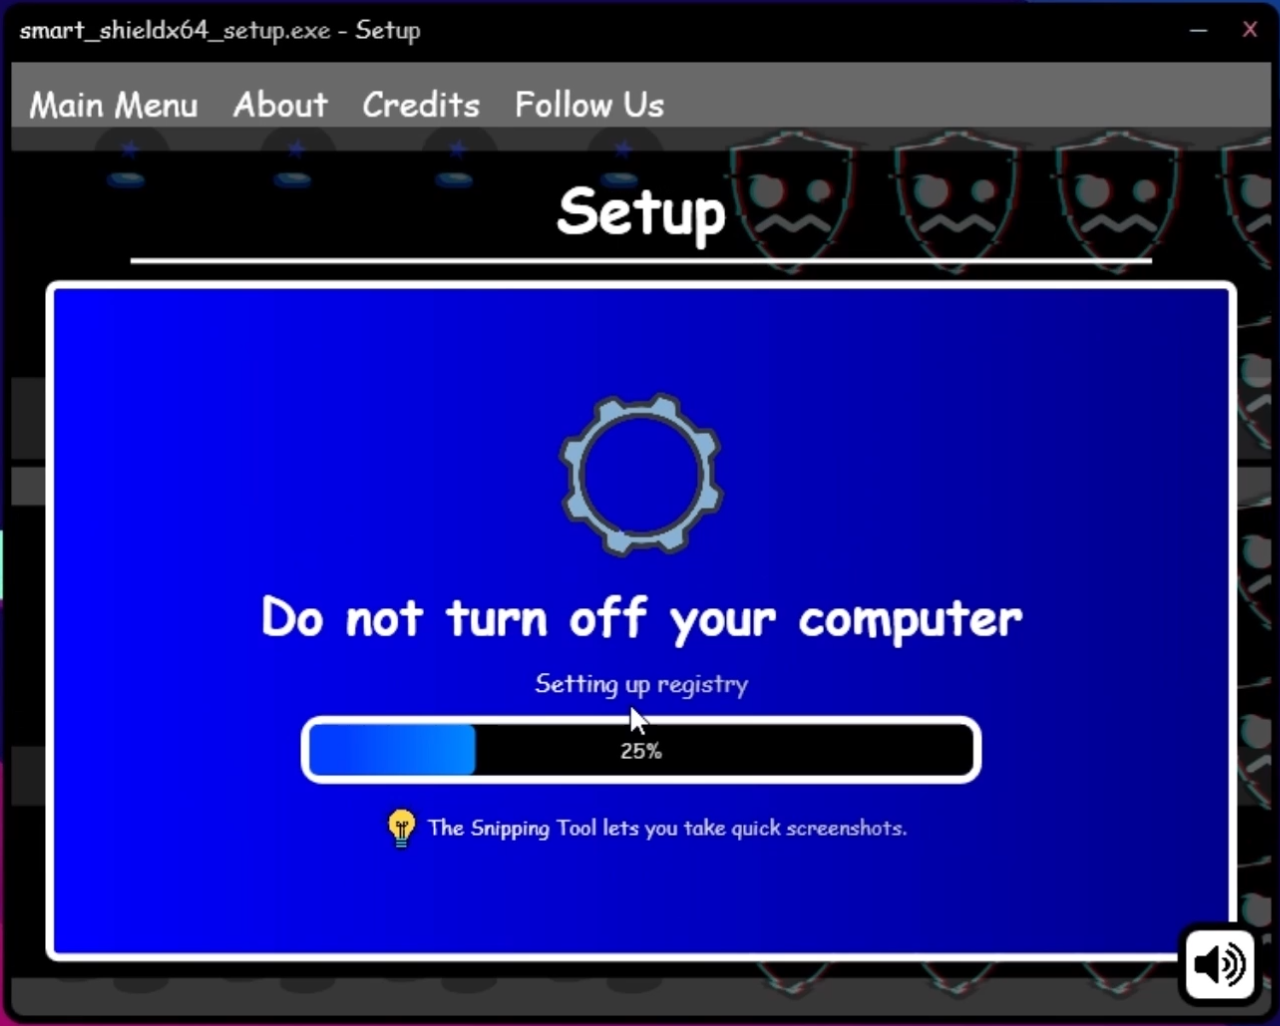 smart_shieldx64_setup.exe - Setup
Main Menu About Credits Follow Us
Setup
Do not turn off your computer
Setting up registry
25%
The Snipping Tool lets you take quick screenshots.